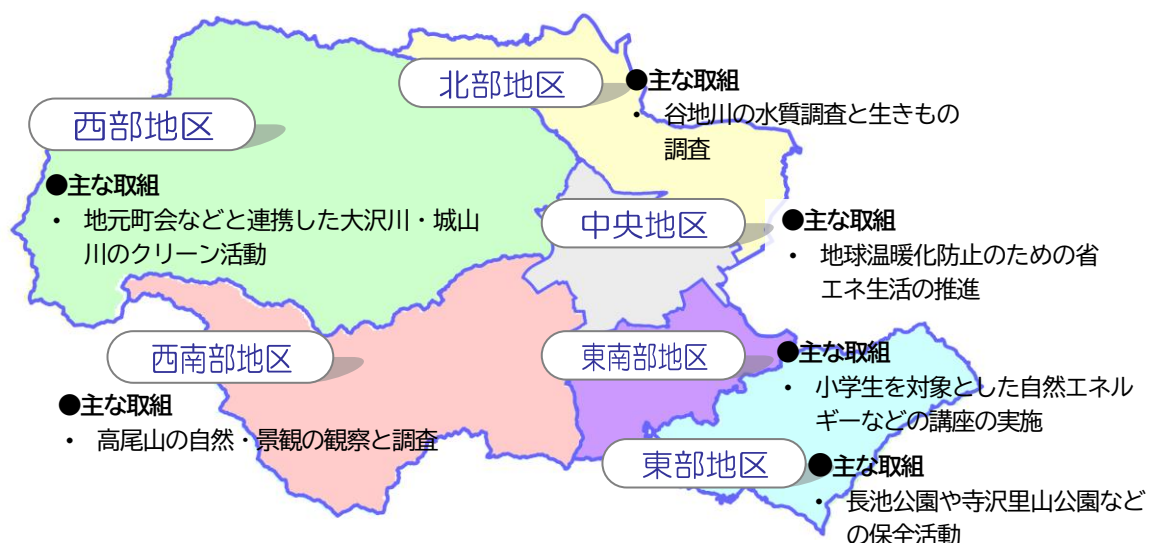 北部地区
●主な取組
• 谷地川の水質調査と生きもの
調査
西部地区
●主な取組
• 地元町会などと連携した大沢川・城山
川のクリーン活動
中央地区
●主な取組
• 地球温暖化防止のための省
エネ生活の推進
西南部地区
●主な取組
• 高尾山の自然・景観の観察と調査
東南部地区
●主な取組
• 小学生を対象とした自然エネル
ギーなどの講座の実施
東部地区
●主な取組
• 長池公園や寺沢里山公園など
の保全活動